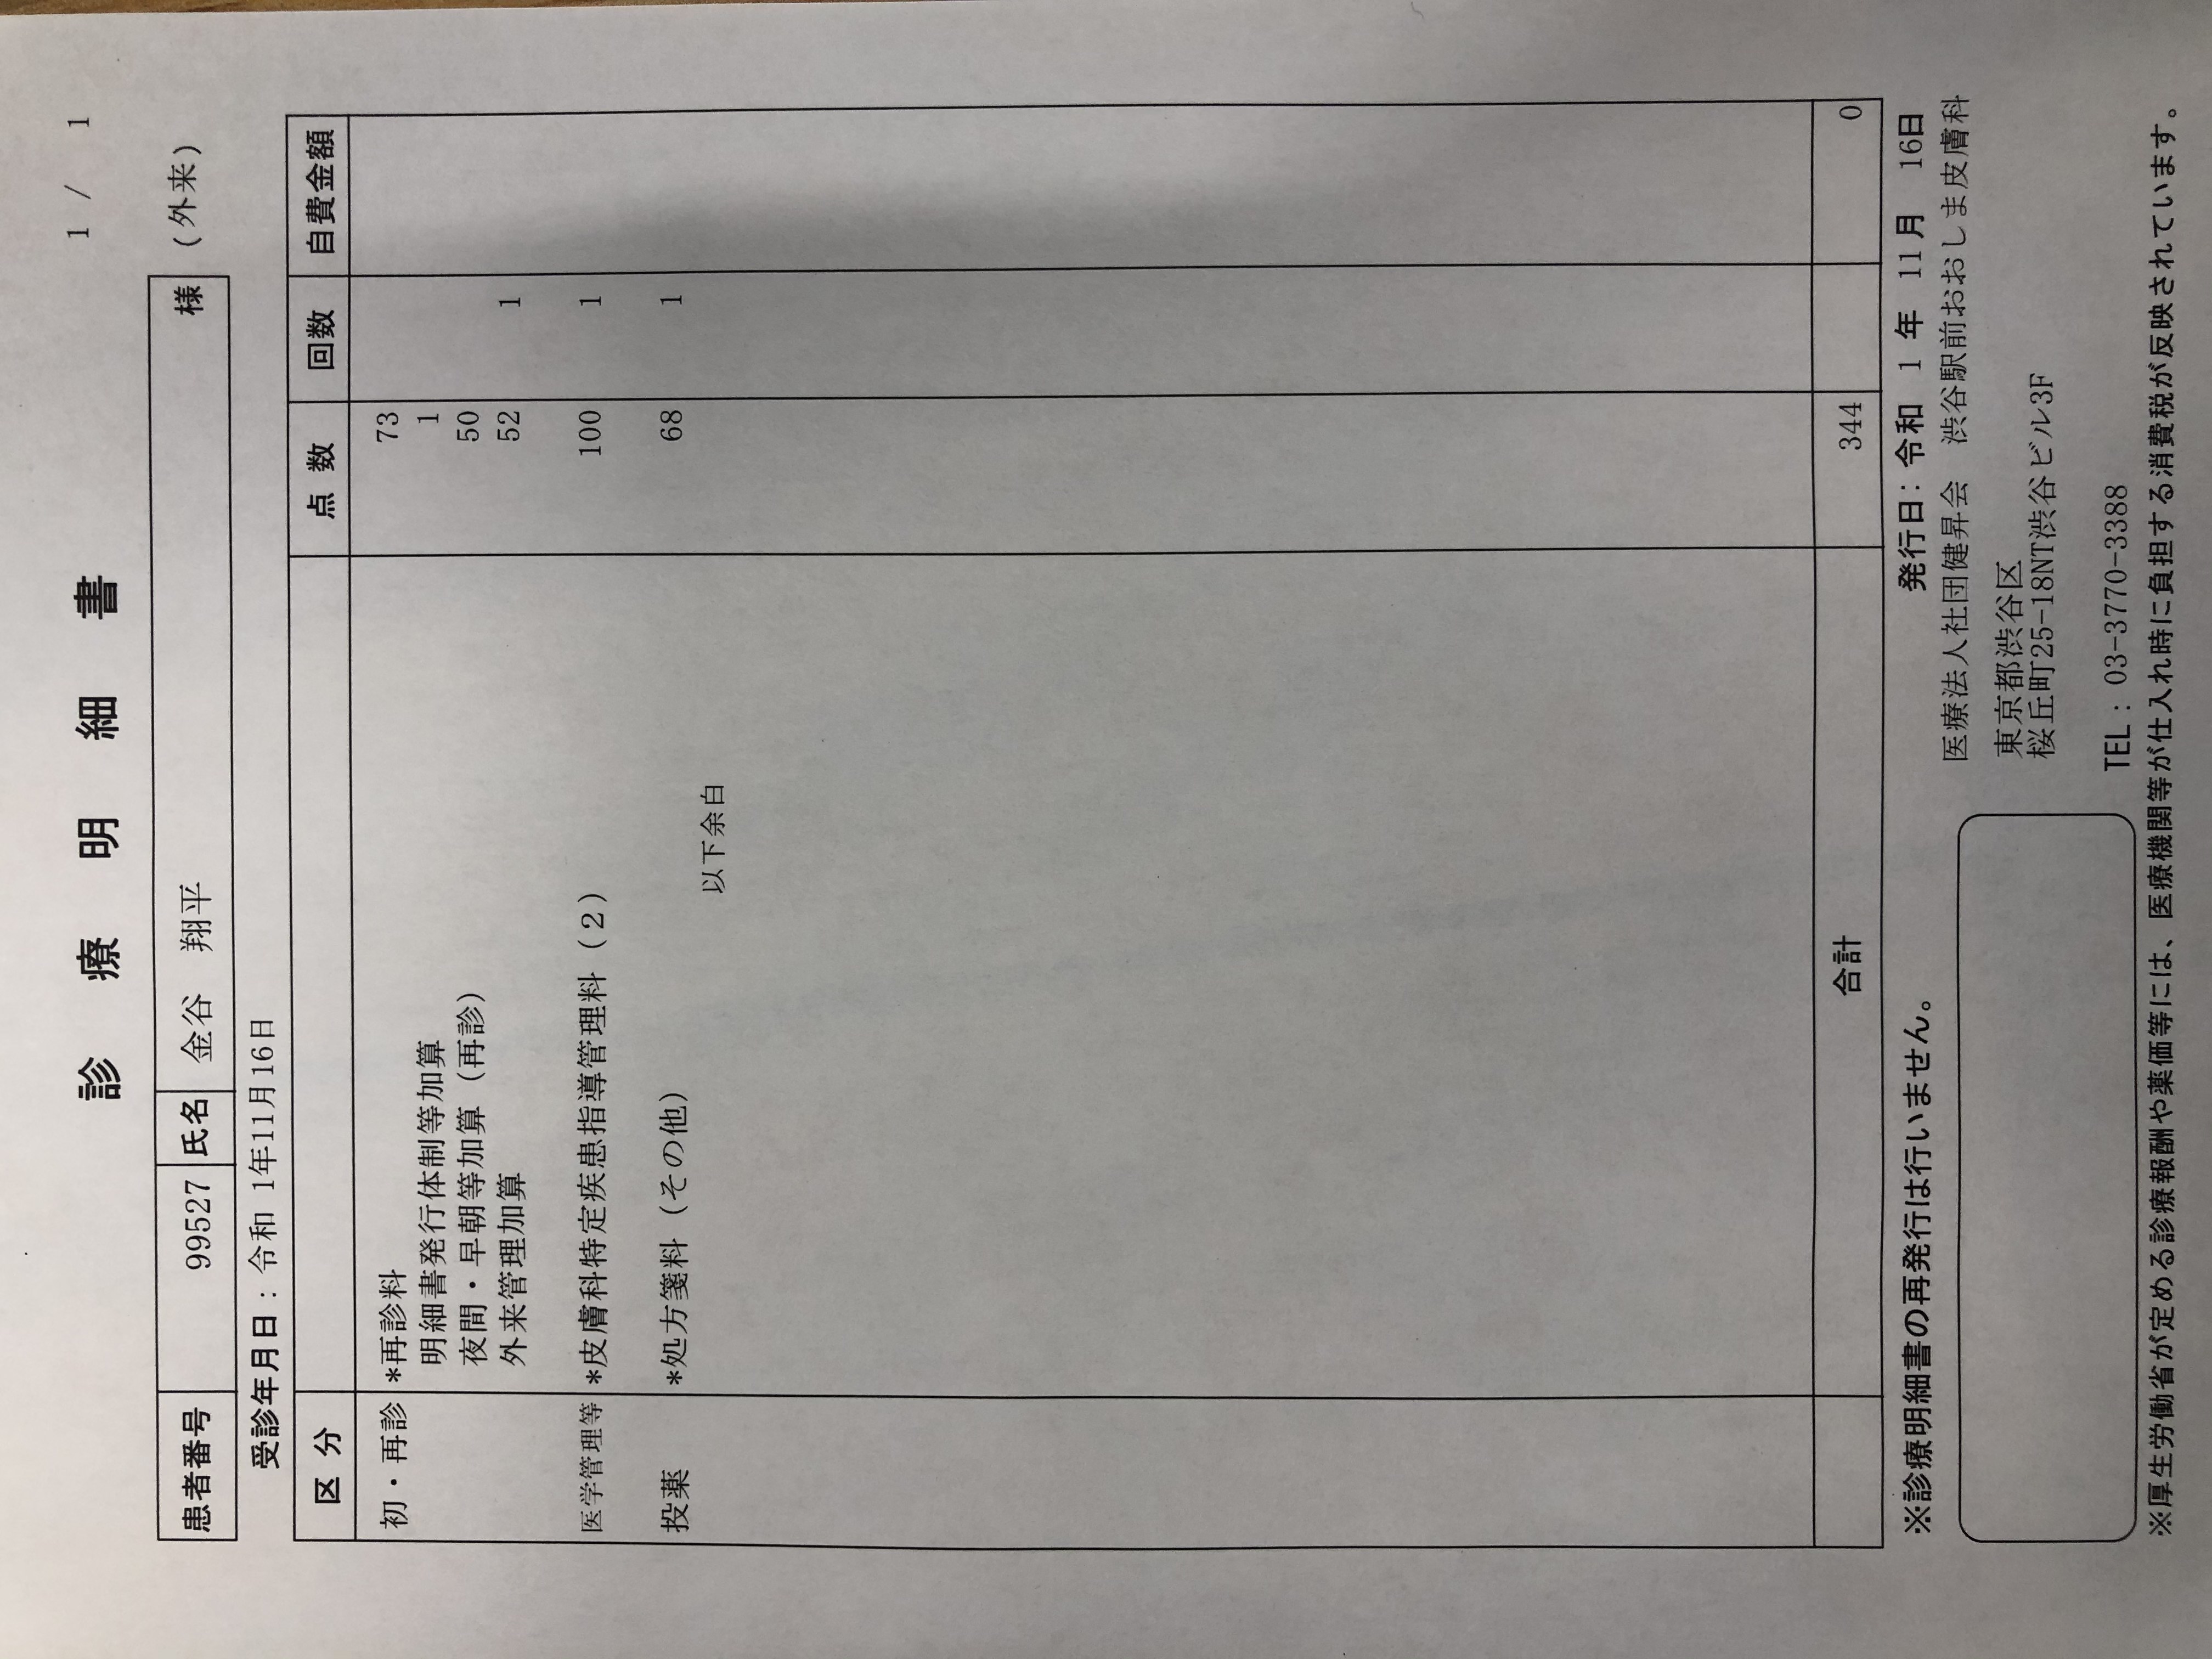 診療明細書
1 / 1
患者番号 99527 氏名 金谷 翔平 様 (外来)
受診年月日：令和 1年11月16日
区分 点数 回数 自費金額
初・再診 *再診料 73
明細書発行体制等加算 1
夜間・早朝等加算（再診） 50
外来管理加算 52 1
医学管理等 *皮膚科特定疾患指導管理料（２） 100 1
投薬 *処方箋料（その他） 68 1
以下余白
合計 344 0
※診療明細書の再発行は行いません。
発行日：令和 1 年 11月 16日
医療法人社団健昇会 渋谷駅前おおしま皮膚科
東京都渋谷区
桜丘町25-18NT渋谷ビル3F
TEL： 03-3770-3388
※厚生労働省が定める診療報酬や薬価等には、医療機関等が仕入れ時に負担する消費税が反映されています。